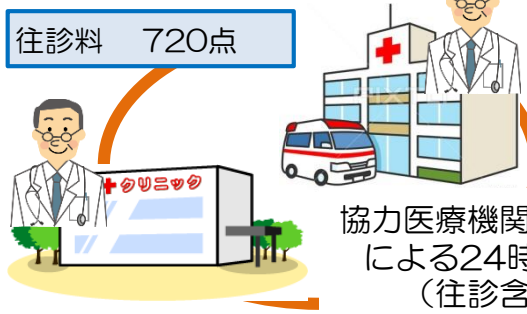 往診料　720点
クリニック
協力医療機関
による24時
（往診含